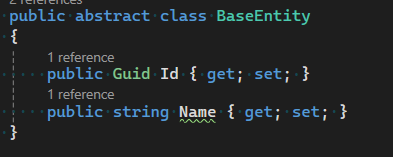 2 references
public abstract class BaseEntity
{
1 reference
public Guid Id { get; set; }
1 reference
public string Name { get; set; }
}